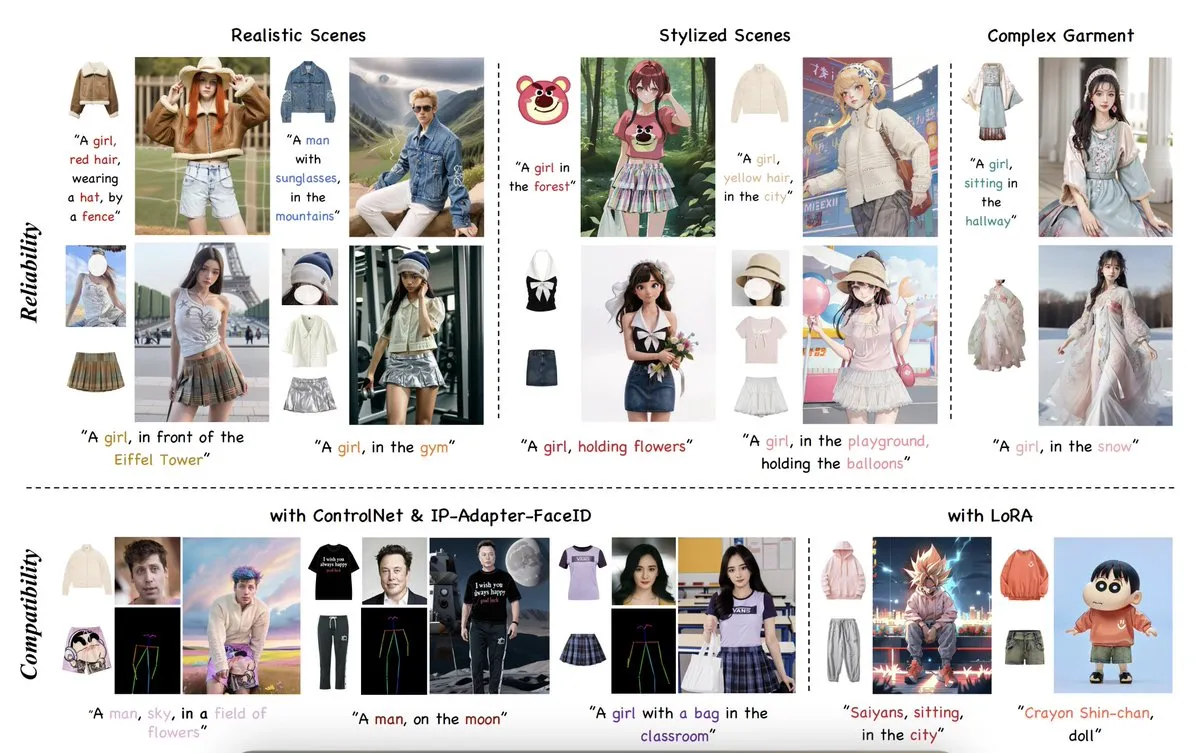 Realistic Scenes
Stylized Scenes
Complex Garment
Reliability
"A girl,
red hair,
wearing
a hat, by
a fence"
"A man
with
sunglasses,
in the
mountains"
"A girl in
the forest"
"A girl,
yellow hair,
in the city"
"A girl,
sitting in
the
hallway"
"A girl, in front of the
Eiffel Tower"
"A girl, in the gym"
"A girl, holding flowers"
"A girl, in the playground,
holding the balloons"
"A girl, in the snow"
with ControlNet & IP-Adapter-FaceID
with LoRA
Compatibility
I wish you
always happy
good luck
I wish you
always happy
good luck
VANS
VANS
"A man, sky, in a field of
flowers"
"A man, on the moon"
"A girl with a bag in the
classroom"
"Saiyans, sitting,
in the city"
"Crayon Shin-chan,
doll"